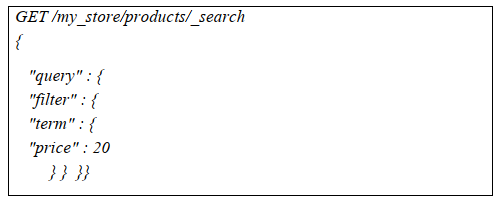 GET /my_store/products/_search
{
"query" : {
"filter" : {
"term" : {
"price" : 20
} } }}